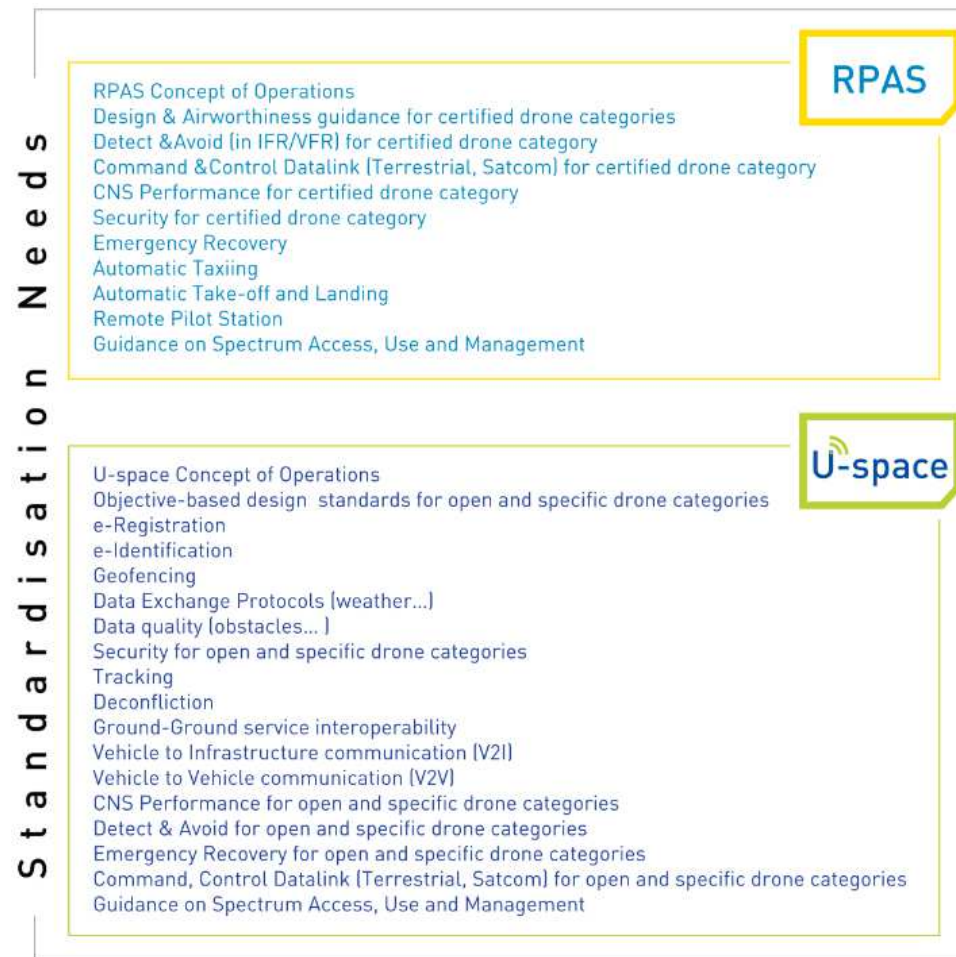 Standardisation Needs
RPAS
RPAS Concept of Operations
Design & Airworthiness guidance for certified drone categories
Detect &Avoid (in IFR/VFR) for certified drone category
Command &Control Datalink (Terrestrial, Satcom) for certified drone category
CNS Performance for certified drone category
Security for certified drone category
Emergency Recovery
Automatic Taxiing
Automatic Take-off and Landing
Remote Pilot Station
Guidance on Spectrum Access, Use and Management
U-space
U-space Concept of Operations
Objective-based design standards for open and specific drone categories
e-Registration
e-Identification
Geofencing
Data Exchange Protocols (weather...)
Data quality (obstacles... )
Security for open and specific drone categories
Tracking
Deconfliction
Ground-Ground service interoperability
Vehicle to Infrastructure communication (V2I)
Vehicle to Vehicle communication (V2V)
CNS Performance for open and specific drone categories
Detect & Avoid for open and specific drone categories
Emergency Recovery for open and specific drone categories
Command, Control Datalink (Terrestrial, Satcom) for open and specific drone categories
Guidance on Spectrum Access, Use and Management